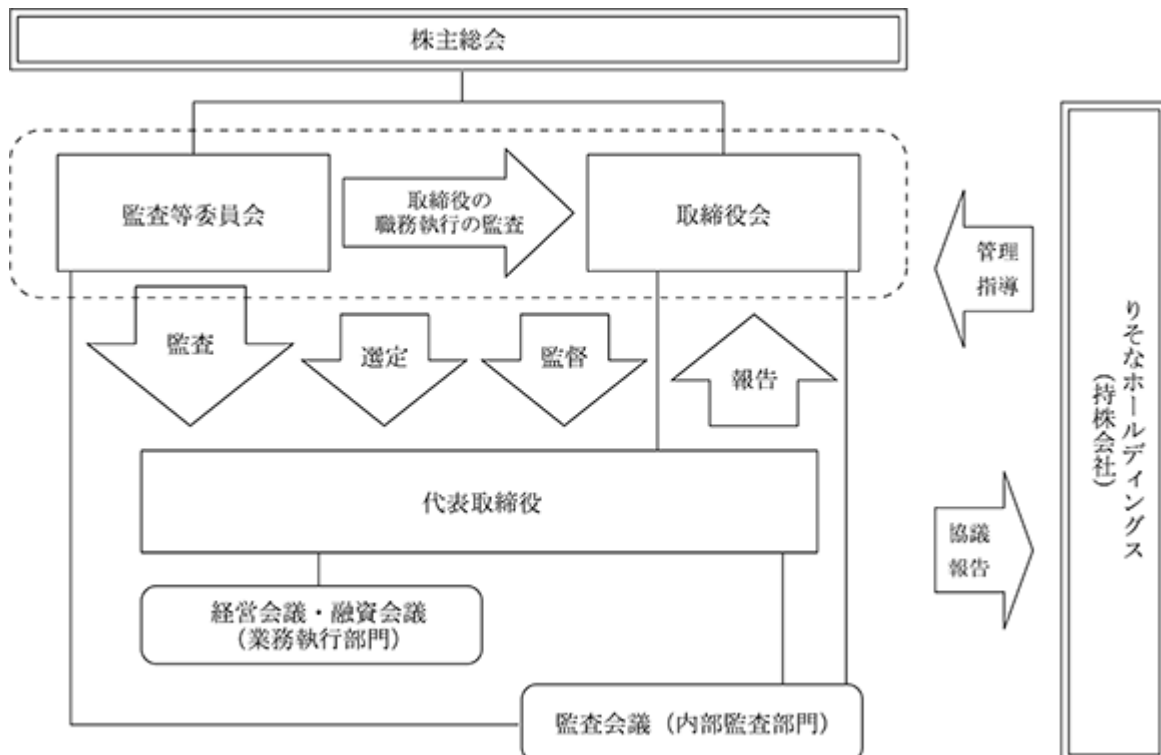 株主総会
監査等委員会
取締役の
職務執行の監査
取締役会
監査
選定
監督
報告
代表取締役
経営会議・融資会議
（業務執行部門）
監査会議（内部監査部門）
管理
指導
協議
報告
りそなホールディングス
（持株会社）